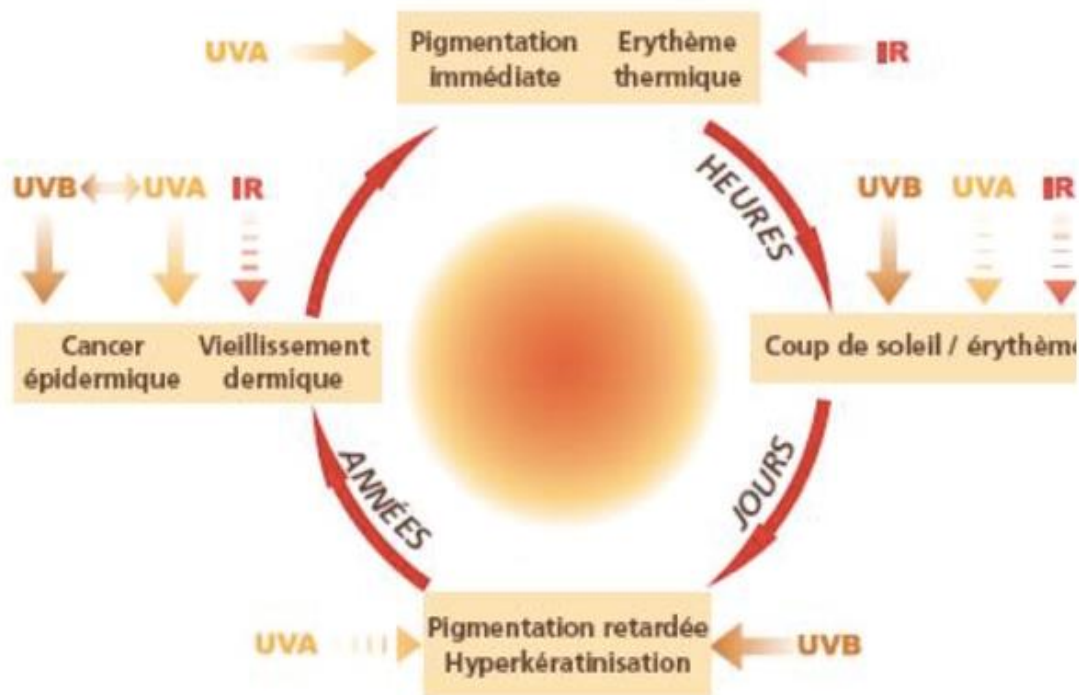 UVA
Pigmentation Erythème
immédiate thermique
IR
HEURES
UVB UVA IR
Coup de soleil / érythème
JOURS
Pigmentation retardée
Hyperkératinisation
UVA
UVB
ANNÉES
UVB UVA IR
Cancer Vieillissement
épidermique dermique